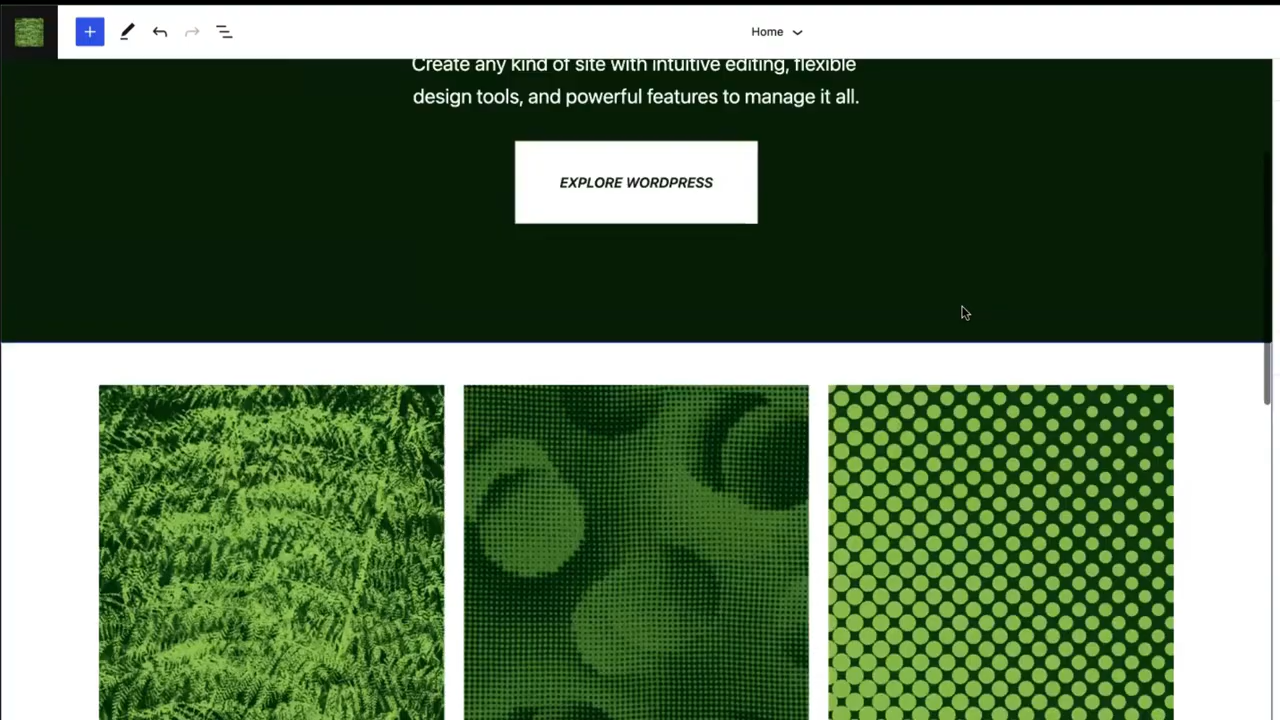 Home
Create any kind of site with intuitive editing, flexible
design tools, and powerful features to manage it all.
EXPLORE WORDPRESS